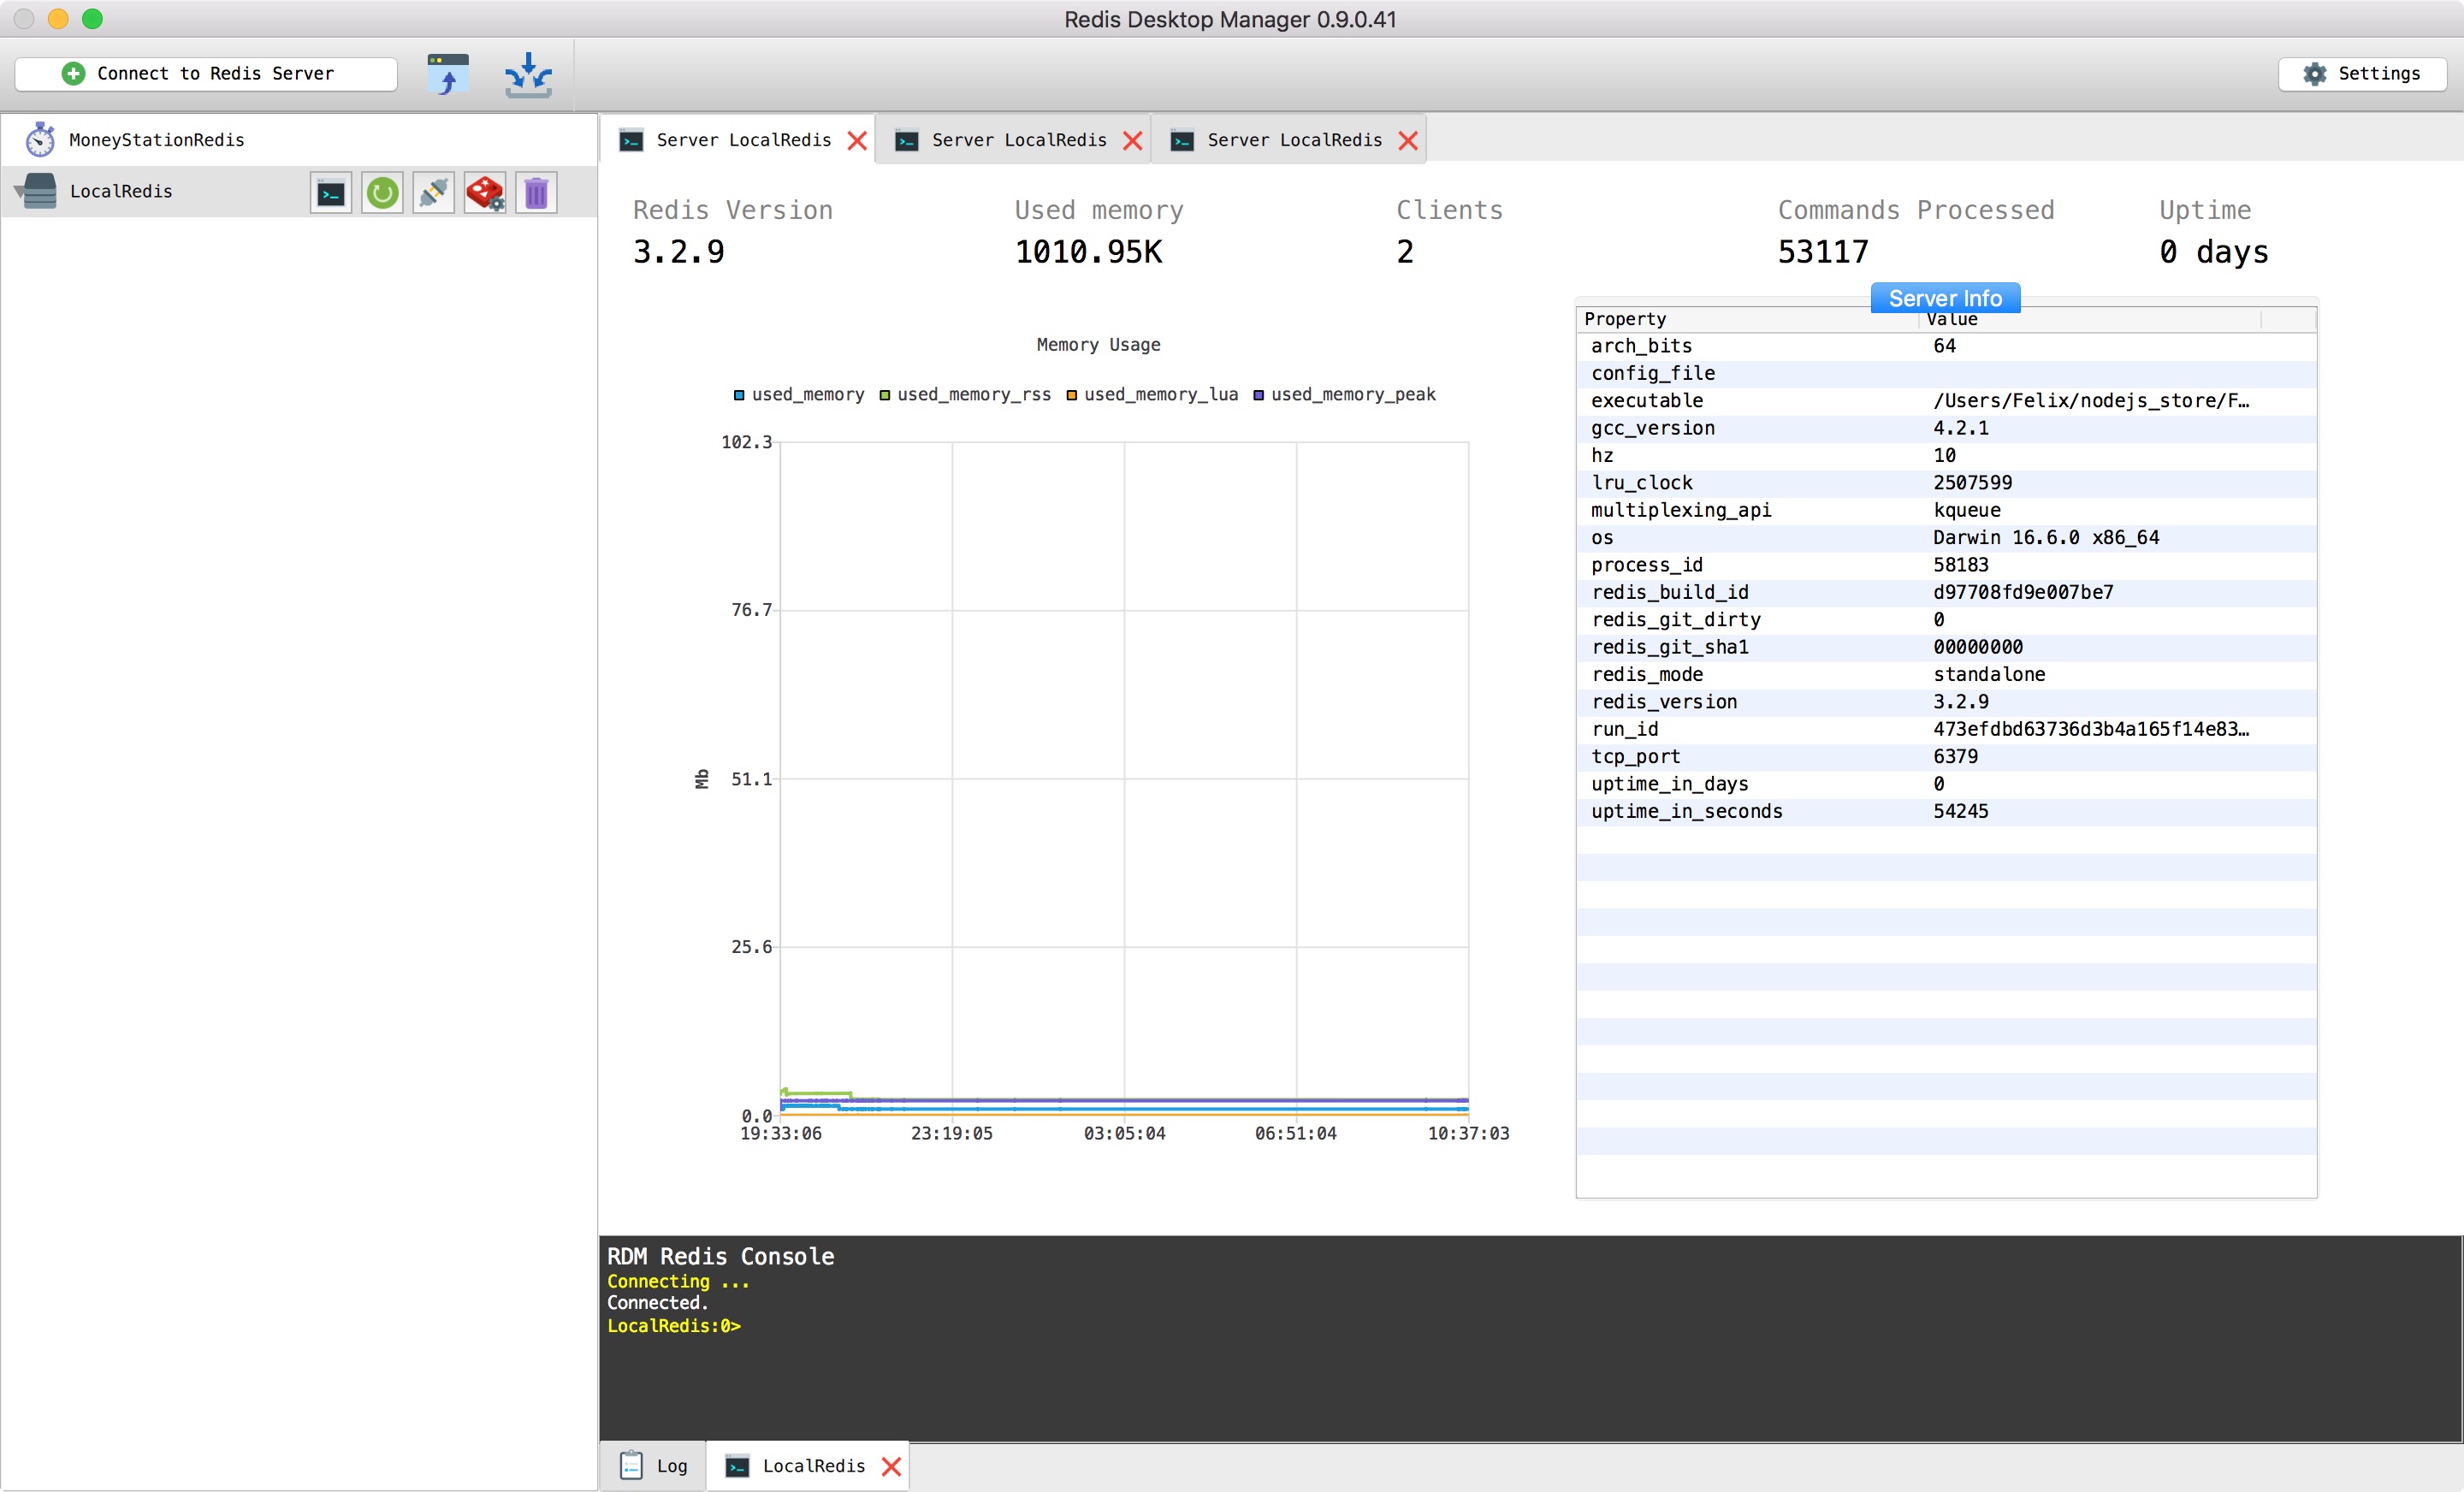 Redis Desktop Manager 0.9.0.41
Connect to Redis Server
Settings
MoneyStationRedis
LocalRedis
Server LocalRedis
Server LocalRedis
Server LocalRedis
Redis Version
3.2.9
Used memory
1010.95K
Clients
2
Commands Processed
53117
Uptime
0 days
Memory Usage
used_memory used_memory_rss used_memory_lua used_memory_peak
Mb
102.3
76.7
51.1
25.6
0.0
19:33:06 23:19:05 03:05:04 06:51:04 10:37:03
Server Info
Property Value
arch_bits 64
config_file
executable /Users/Felix/nodejs_store/F…
gcc_version 4.2.1
hz 10
lru_clock 2507599
multiplexing_api kqueue
os Darwin 16.6.0 x86_64
process_id 58183
redis_build_id d97708fd9e007be7
redis_git_dirty 0
redis_git_sha1 00000000
redis_mode standalone
redis_version 3.2.9
run_id 473efdbd63736d3b4a165f14e83…
tcp_port 6379
uptime_in_days 0
uptime_in_seconds 54245
RDM Redis Console
Connecting ...
Connected.
LocalRedis:0>
Log
LocalRedis